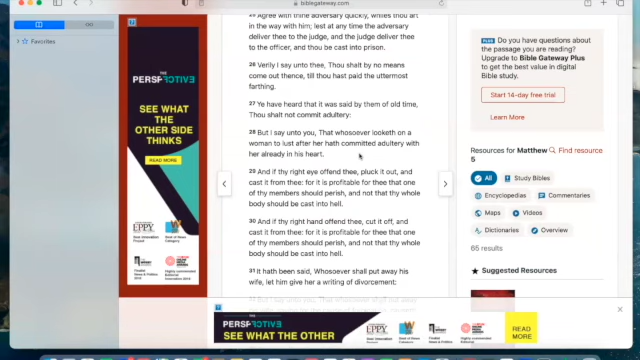 biblegateway.com
Favorites
25 Agree with thine adversary quickly, whiles thou art
in the way with him; lest at any time the adversary
deliver thee to the judge, and the judge deliver thee
to the officer, and thou be cast into prison.
26 Verily I say unto thee, Thou shalt by no means
come out thence, till thou hast paid the uttermost
farthing.
27 Ye have heard that it was said by them of old time,
Thou shalt not commit adultery:
28 But I say unto you, That whosoever looketh on a
woman to lust after her hath committed adultery with
her already in his heart.
29 And if thy right eye offend thee, pluck it out, and
cast it from thee: for it is profitable for thee that one
of thy members should perish, and not that thy whole
body should be cast into hell.
30 And if thy right hand offend thee, cut it off, and
cast it from thee: for it is profitable for thee that one
of thy members should perish, and not that thy whole
body should be cast into hell.
31 It hath been said, Whosoever shall put away his
wife, let him give her a writing of divorcement:
But I say unto you, That whosoever shall put away
THE
PERSPECTIVE
SEE WHAT
THE
OTHER SIDE
THINKS
READ MORE
EPPY
PLUS Do you have questions about
the passage you are reading?
Upgrade to Bible Gateway Plus
to get the best value in digital
Bible study.
Start 14-day free trial
Learn More
Resources for Matthew
5
Find resource
All
Study Bibles
Encyclopedias
Commentaries
Maps
Videos
Dictionaries
Overview
65 results
Suggested Resources
THE
PERSPECTIVE
SEE WHAT THE OTHER
EPPY
READ
MORE